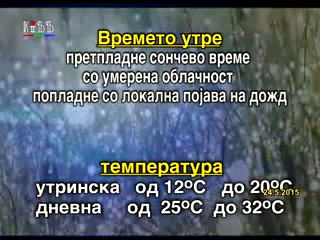 Времето утре
претпладне сончево време
со умерена облачност
попладне со локална појава на дожд
температура
утринска од 12ºC до 20ºC
дневна од 25ºC до 32ºC
24.5.2015